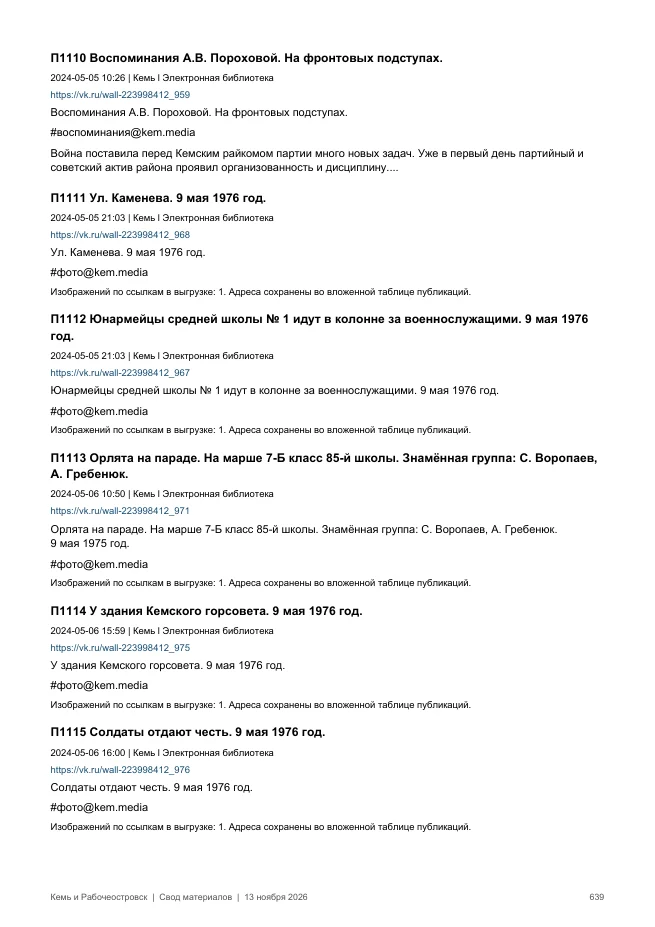 П1110 Воспоминания А.В. Пороховой. На фронтовых подступах.
2024-05-05 10:26 | Кемь I Электронная библиотека
https://vk.ru/wall-223998412_959
Воспоминания А.В. Пороховой. На фронтовых подступах.
#воспоминания@kem.media
Война поставила перед Кемским райкомом партии много новых задач. Уже в первый день партийный и
советский актив района проявил организованность и дисциплину....
П1111 Ул. Каменева. 9 мая 1976 год.
2024-05-05 21:03 | Кемь I Электронная библиотека
https://vk.ru/wall-223998412_968
Ул. Каменева. 9 мая 1976 год.
#фото@kem.media
Изображений по ссылкам в выгрузке: 1. Адреса сохранены во вложенной таблице публикаций.
П1112 Юнармейцы средней школы № 1 идут в колонне за военнослужащими. 9 мая 1976
год.
2024-05-05 21:03 | Кемь I Электронная библиотека
https://vk.ru/wall-223998412_967
Юнармейцы средней школы № 1 идут в колонне за военнослужащими. 9 мая 1976 год.
#фото@kem.media
Изображений по ссылкам в выгрузке: 1. Адреса сохранены во вложенной таблице публикаций.
П1113 Орлята на параде. На марше 7-Б класс 85-й школы. Знамённая группа: С. Воропаев,
А. Гребенюк.
2024-05-06 10:50 | Кемь I Электронная библиотека
https://vk.ru/wall-223998412_971
Орлята на параде. На марше 7-Б класс 85-й школы. Знамённая группа: С. Воропаев, А. Гребенюк.
9 мая 1975 год.
#фото@kem.media
Изображений по ссылкам в выгрузке: 1. Адреса сохранены во вложенной таблице публикаций.
П1114 У здания Кемского горсовета. 9 мая 1976 год.
2024-05-06 15:59 | Кемь I Электронная библиотека
https://vk.ru/wall-223998412_975
У здания Кемского горсовета. 9 мая 1976 год.
#фото@kem.media
Изображений по ссылкам в выгрузке: 1. Адреса сохранены во вложенной таблице публикаций.
П1115 Солдаты отдают честь. 9 мая 1976 год.
2024-05-06 16:00 | Кемь I Электронная библиотека
https://vk.ru/wall-223998412_976
Солдаты отдают честь. 9 мая 1976 год.
#фото@kem.media
Изображений по ссылкам в выгрузке: 1. Адреса сохранены во вложенной таблице публикаций.
Кемь и Рабочеостровск | Свод материалов | 13 ноября 2026 639